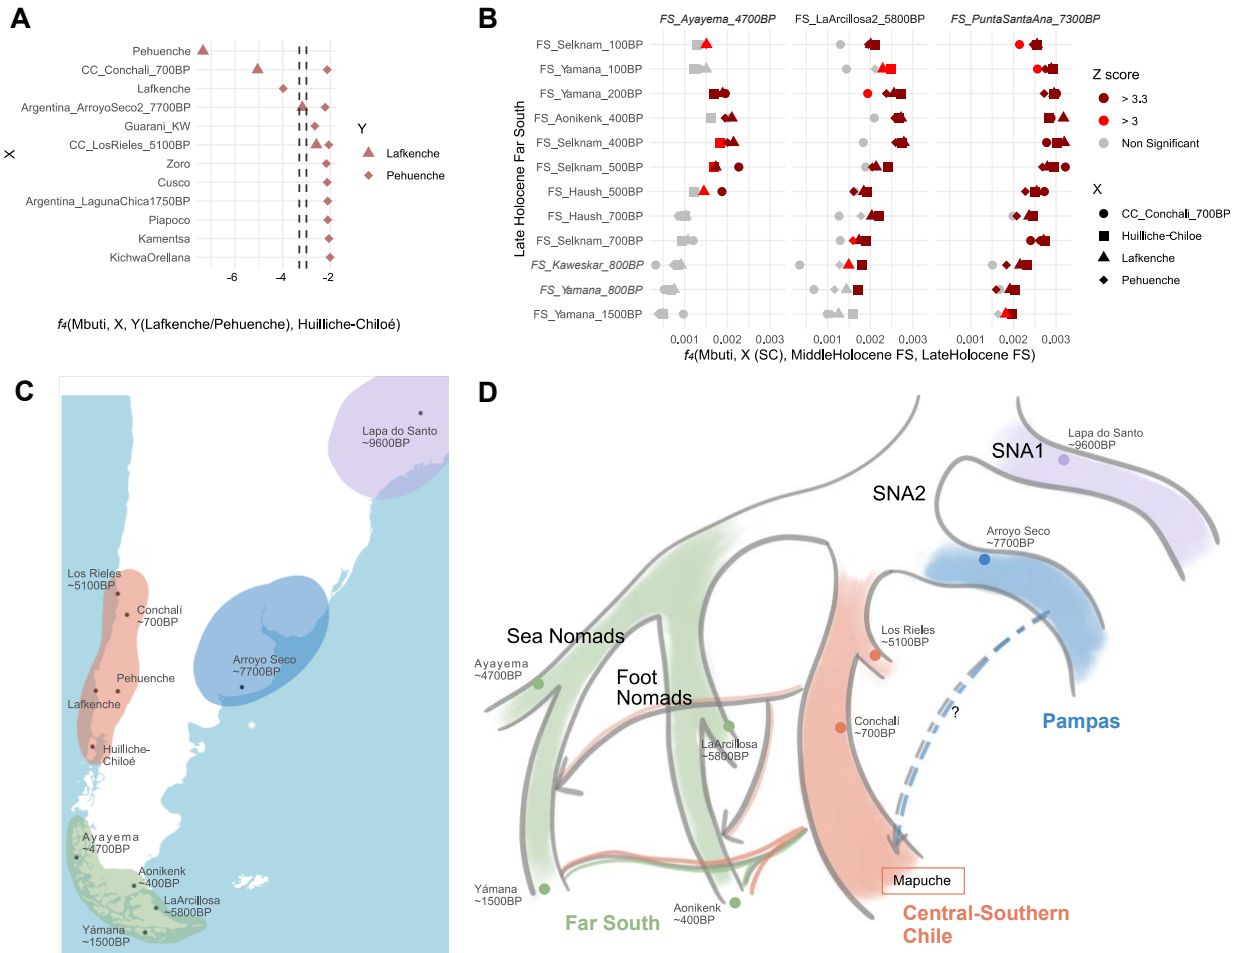 A
Pehuenche
CC_Conchali_700BP
Lafkenche
Argentina_ArroyoSeco2_7700BP
Guarani_KW
CC_LosRieles_5100BP
Zoro
Cusco
Argentina_LagunaChica1750BP
Piapoco
Kamentsa
KichwaOrellana
X
-6 -4 -2
Y
Lafkenche
Pehuenche
f4(Mbuti, X, Y(Lafkenche/Pehuenche), Huilliche-Chiloé)
B
FS_Ayayema_4700BP FS_LaArcillosa2_5800BP FS_PuntaSantaAna_7300BP
Late Holocene Far South
FS_Selknam_100BP
FS_Yamana_100BP
FS_Yamana_200BP
FS_Aonikenk_400BP
FS_Selknam_400BP
FS_Selknam_500BP
FS_Haush_500BP
FS_Haush_700BP
FS_Selknam_700BP
FS_Kaweskar_800BP
FS_Yamana_800BP
FS_Yamana_1500BP
0.001 0.002 0.003 0.001 0.002 0.003 0.001 0.002 0.003
f4(Mbuti, X (SC), MiddleHolocene FS, LateHolocene FS)
Z score
> 3.3
> 3
Non Significant
X
CC_Conchali_700BP
Huilliche-Chiloe
Lafkenche
Pehuenche
C
Lapa do Santo
~9600BP
Los Rieles
~5100BP
Conchalí
~700BP
Pehuenche
Lafkenche
Arroyo Seco
~7700BP
Huilliche-
Chiloé
Ayayema
~4700BP
Aonikenk
~400BP
LaArcillosa
~5800BP
Yámana
~1500BP
D
SNA1
Lapa do Santo
~9600BP
SNA2
Arroyo Seco
~7700BP
Sea Nomads
Los Rieles
~5100BP
Ayayema
~4700BP
Foot
Nomads
?
Pampas
Conchalí
~700BP
LaArcillosa
~5800BP
Mapuche
Yámana
~1500BP
Far South
Aonikenk
~400BP
Central-Southern
Chile